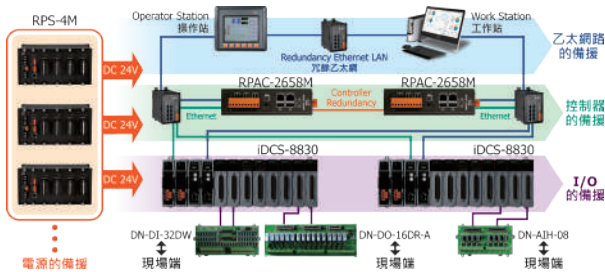 RPS-4M
DC 24V
DC 24V
DC 24V
電源的備援
Operator Station
操作站
Work Station
工作站
Redundancy Ethernet LAN
冗餘乙太網
乙太網路
的備援
RPAC-2658M
RPAC-2658M
Controller
Redundancy
Ethernet
Ethernet
控制器
的備援
iDCS-8830
iDCS-8830
I/O
的備援
DN-DI-32DW
DN-DO-16DR-A
DN-AIH-08
現場端
現場端
現場端